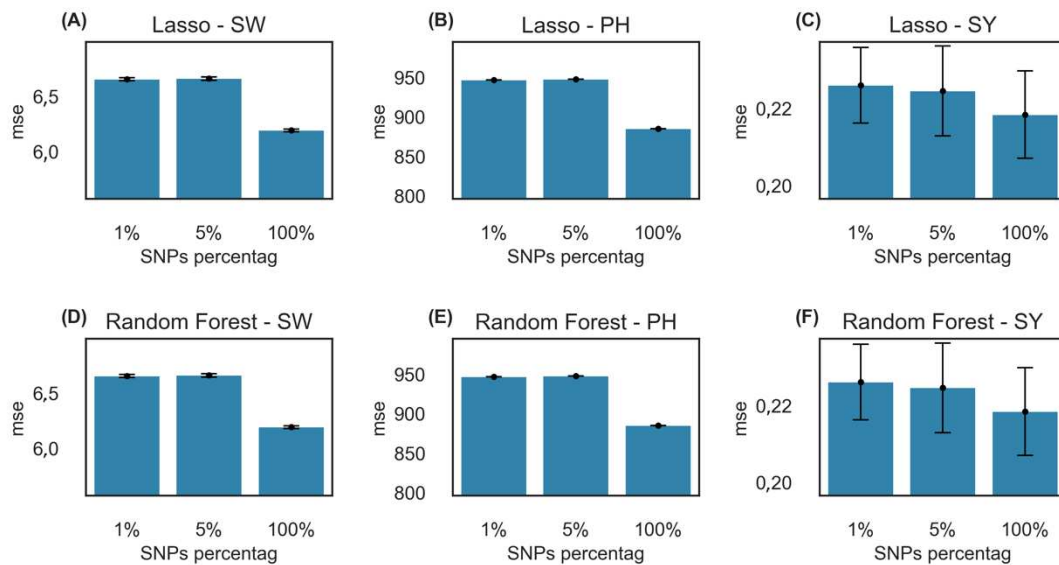 (A) Lasso - SW
mse
6,5
6,0
1% 5% 100%
SNPs percentag
(B) Lasso - PH
mse
950
900
850
800
1% 5% 100%
SNPs percentag
(C) Lasso - SY
mse
0,22
0,20
1% 5% 100%
SNPs percentag
(D) Random Forest - SW
mse
6,5
6,0
1% 5% 100%
SNPs percentag
(E) Random Forest - PH
mse
950
900
850
800
1% 5% 100%
SNPs percentag
(F) Random Forest - SY
mse
0,22
0,20
1% 5% 100%
SNPs percentag